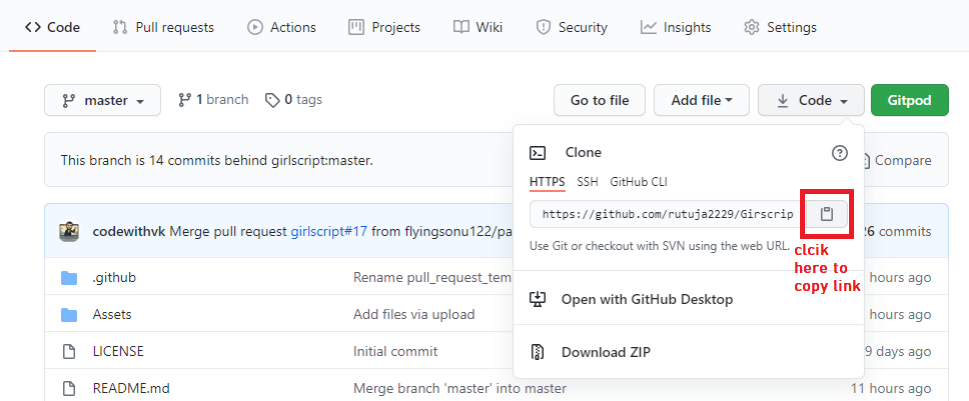 Code Pull requests Actions Projects Wiki Security Insights Settings
master 1 branch 0 tags Go to file Add file Code Gitpod
This branch is 14 commits behind girlscript:master.
Compare
Clone
HTTPS SSH GitHub CLI
https://github.com/rutuja2229/Girscrip
Use Git or checkout with SVN using the web URL.
clcik
here to
copy link
Open with GitHub Desktop
Download ZIP
codewithvk Merge pull request girlscript#17 from flyingsonu122/pa
26 commits
.github Rename pull_request_tem
hours ago
Assets Add files via upload
hours ago
LICENSE Initial commit
9 days ago
README.md Merge branch 'master' into master 11 hours ago